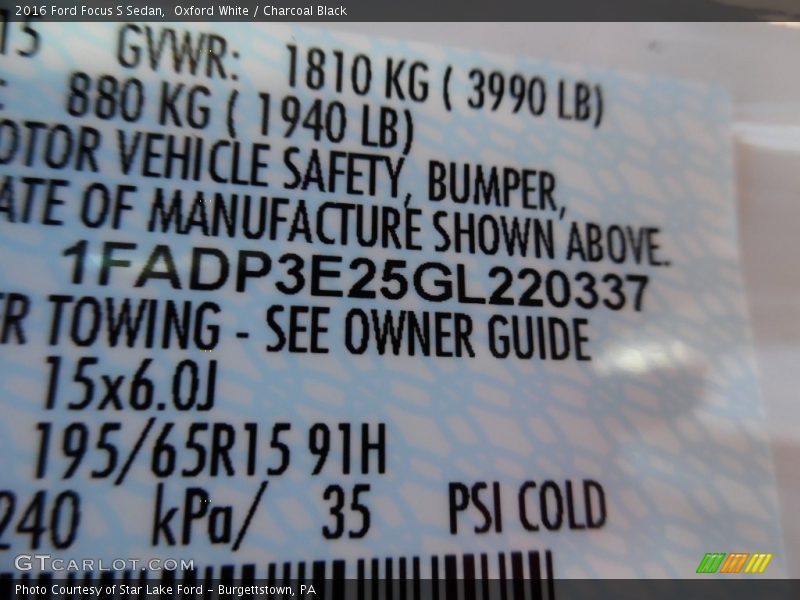 2016 Ford Focus S Sedan,  Oxford White / Charcoal Black
15 GVWR: 1810 KG ( 3990 LB)
: 880 KG ( 1940 LB)
OTOR VEHICLE SAFETY, BUMPER,
ATE OF MANUFACTURE SHOWN ABOVE.
1FADP3E25GL220337
ER TOWING - SEE OWNER GUIDE
15x6.0J
195/65R15 91H
240 kPa/ 35 PSI COLD
GTCARLOT.COM
Photo Courtesy of Star Lake Ford - Burgettstown, PA